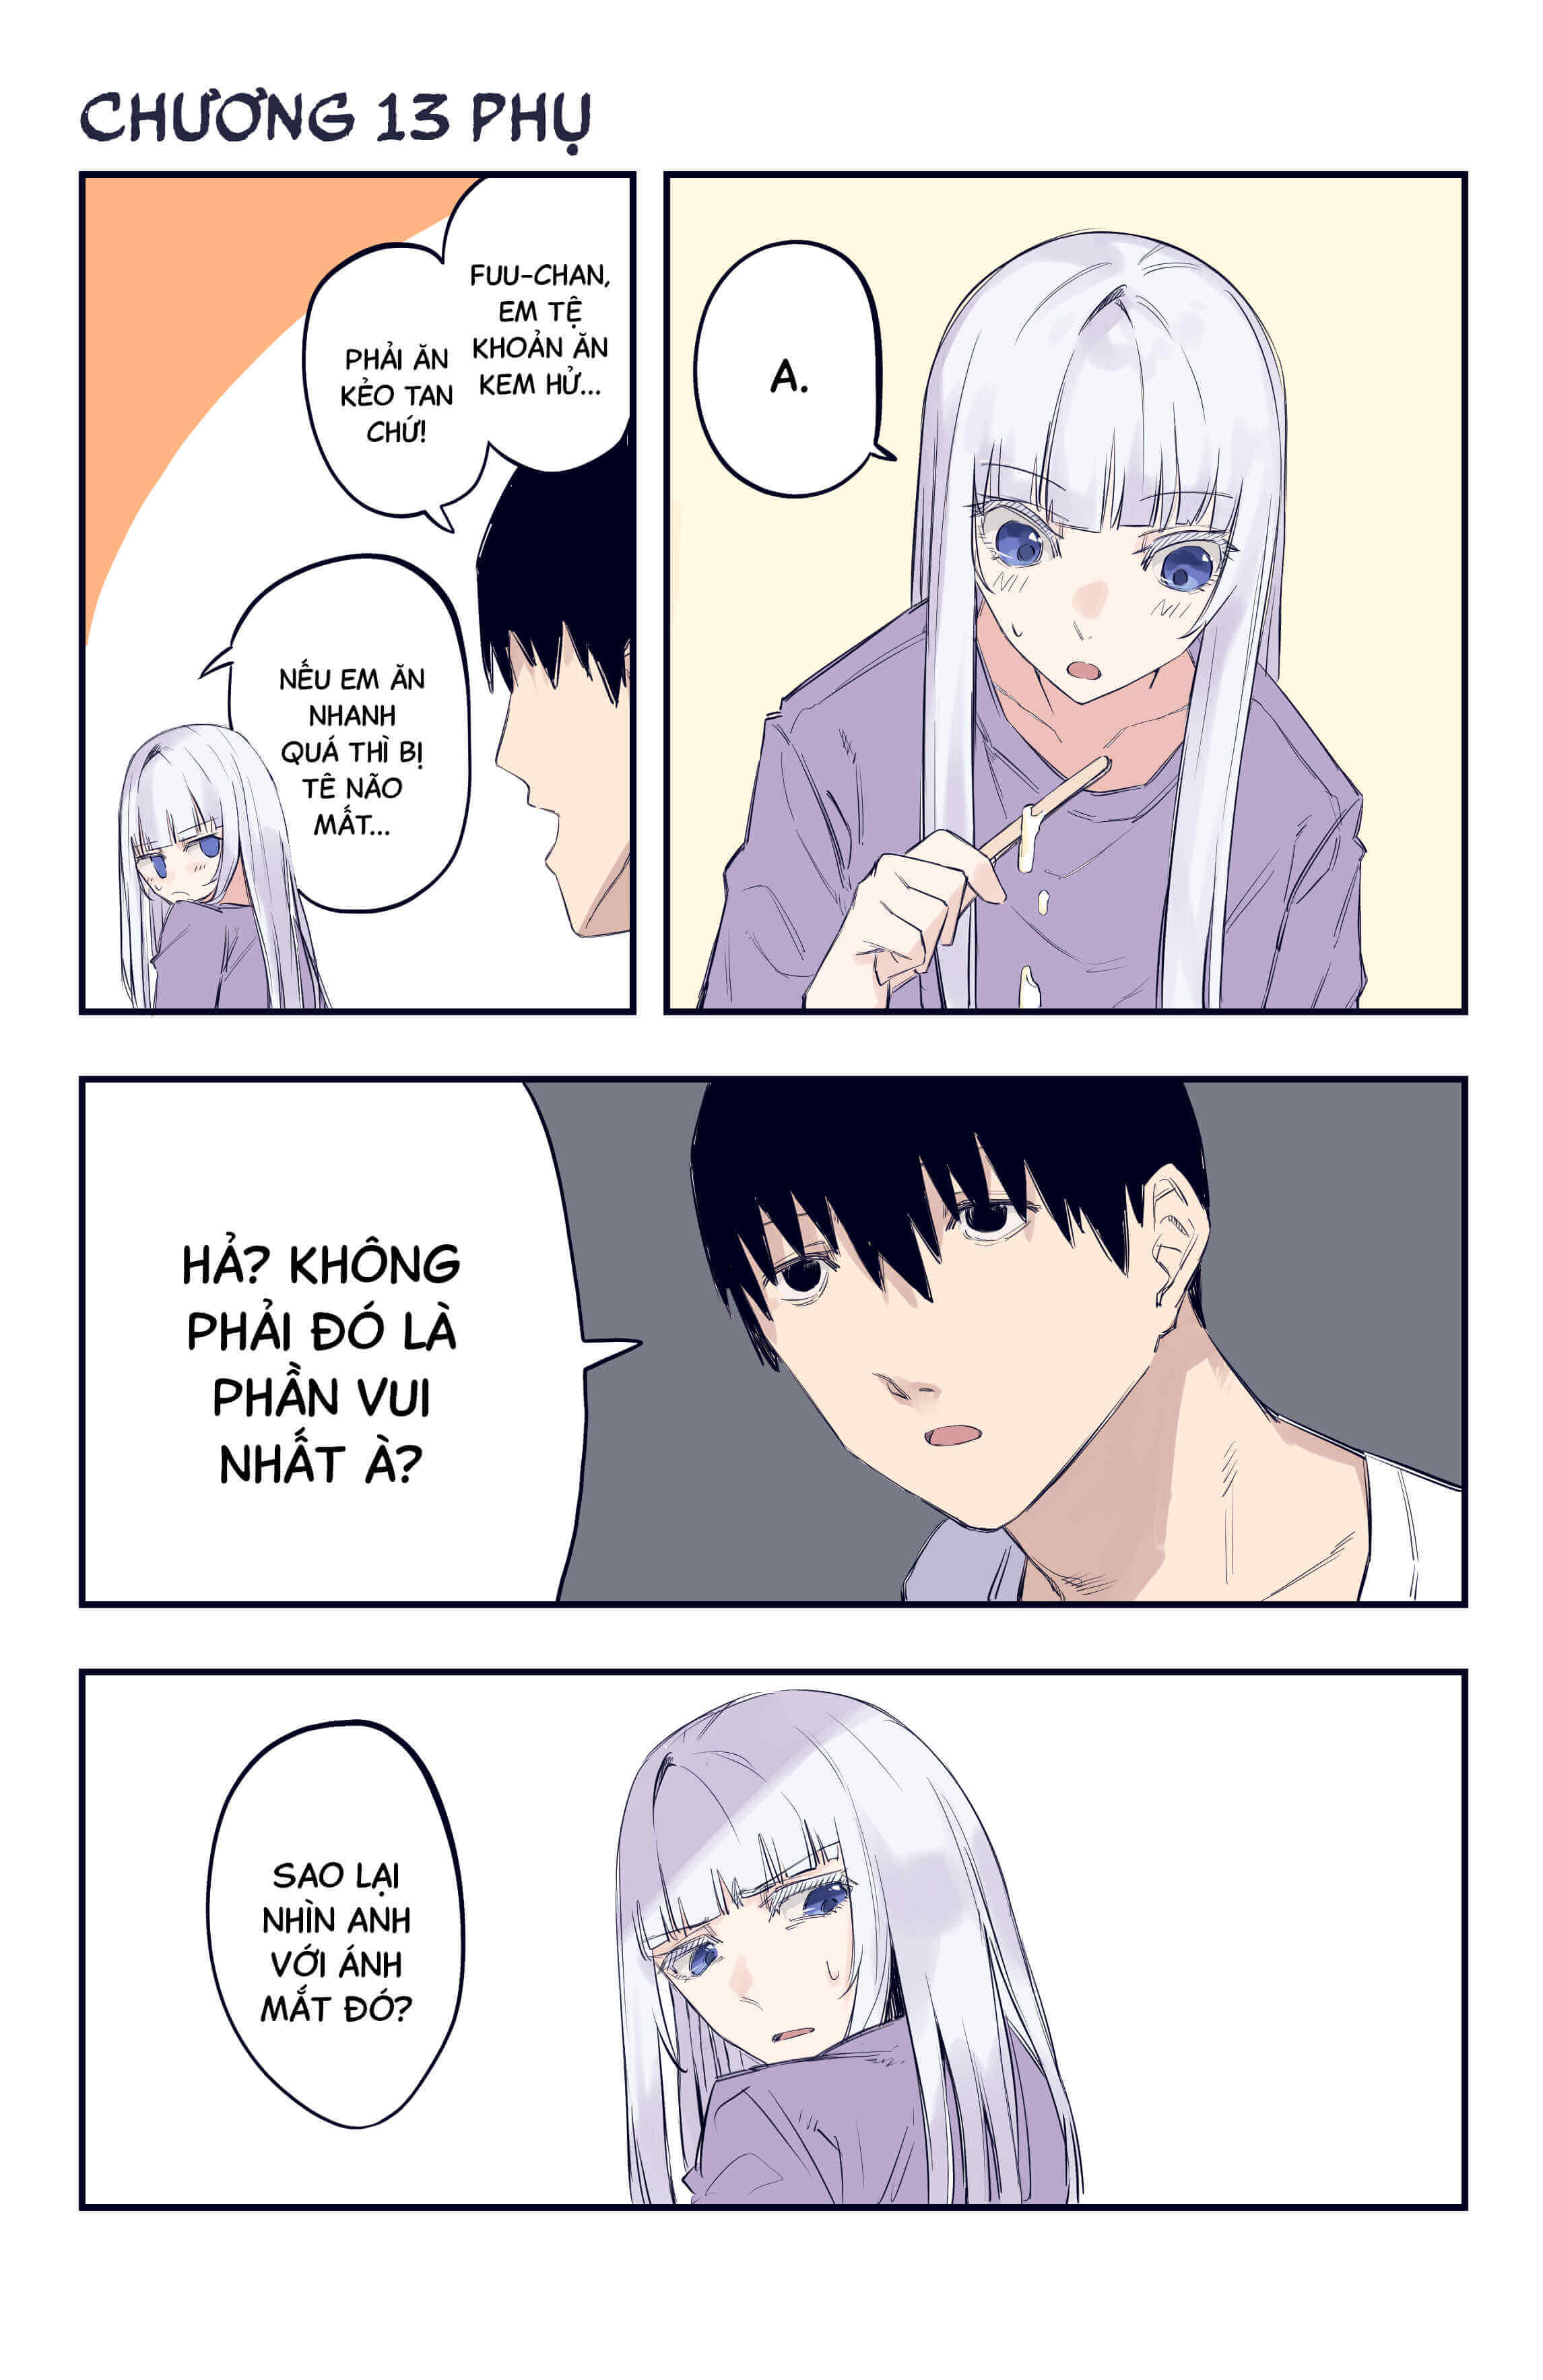 CHƯƠNG 13 PHỤ
A.
FUU-CHAN,
EM TỆ
KHOẢN ĂN
KEM HỬ...
PHẢI ĂN
KẺO TAN
CHỨ!
NẾU EM ĂN
NHANH
QUÁ THÌ BỊ
TÊ NÃO
MẤT...
HẢ? KHÔNG
PHẢI ĐÓ LÀ
PHẦN VUI
NHẤT À?
SAO LẠI
NHÌN ANH
VỚI ÁNH
MẮT ĐÓ?